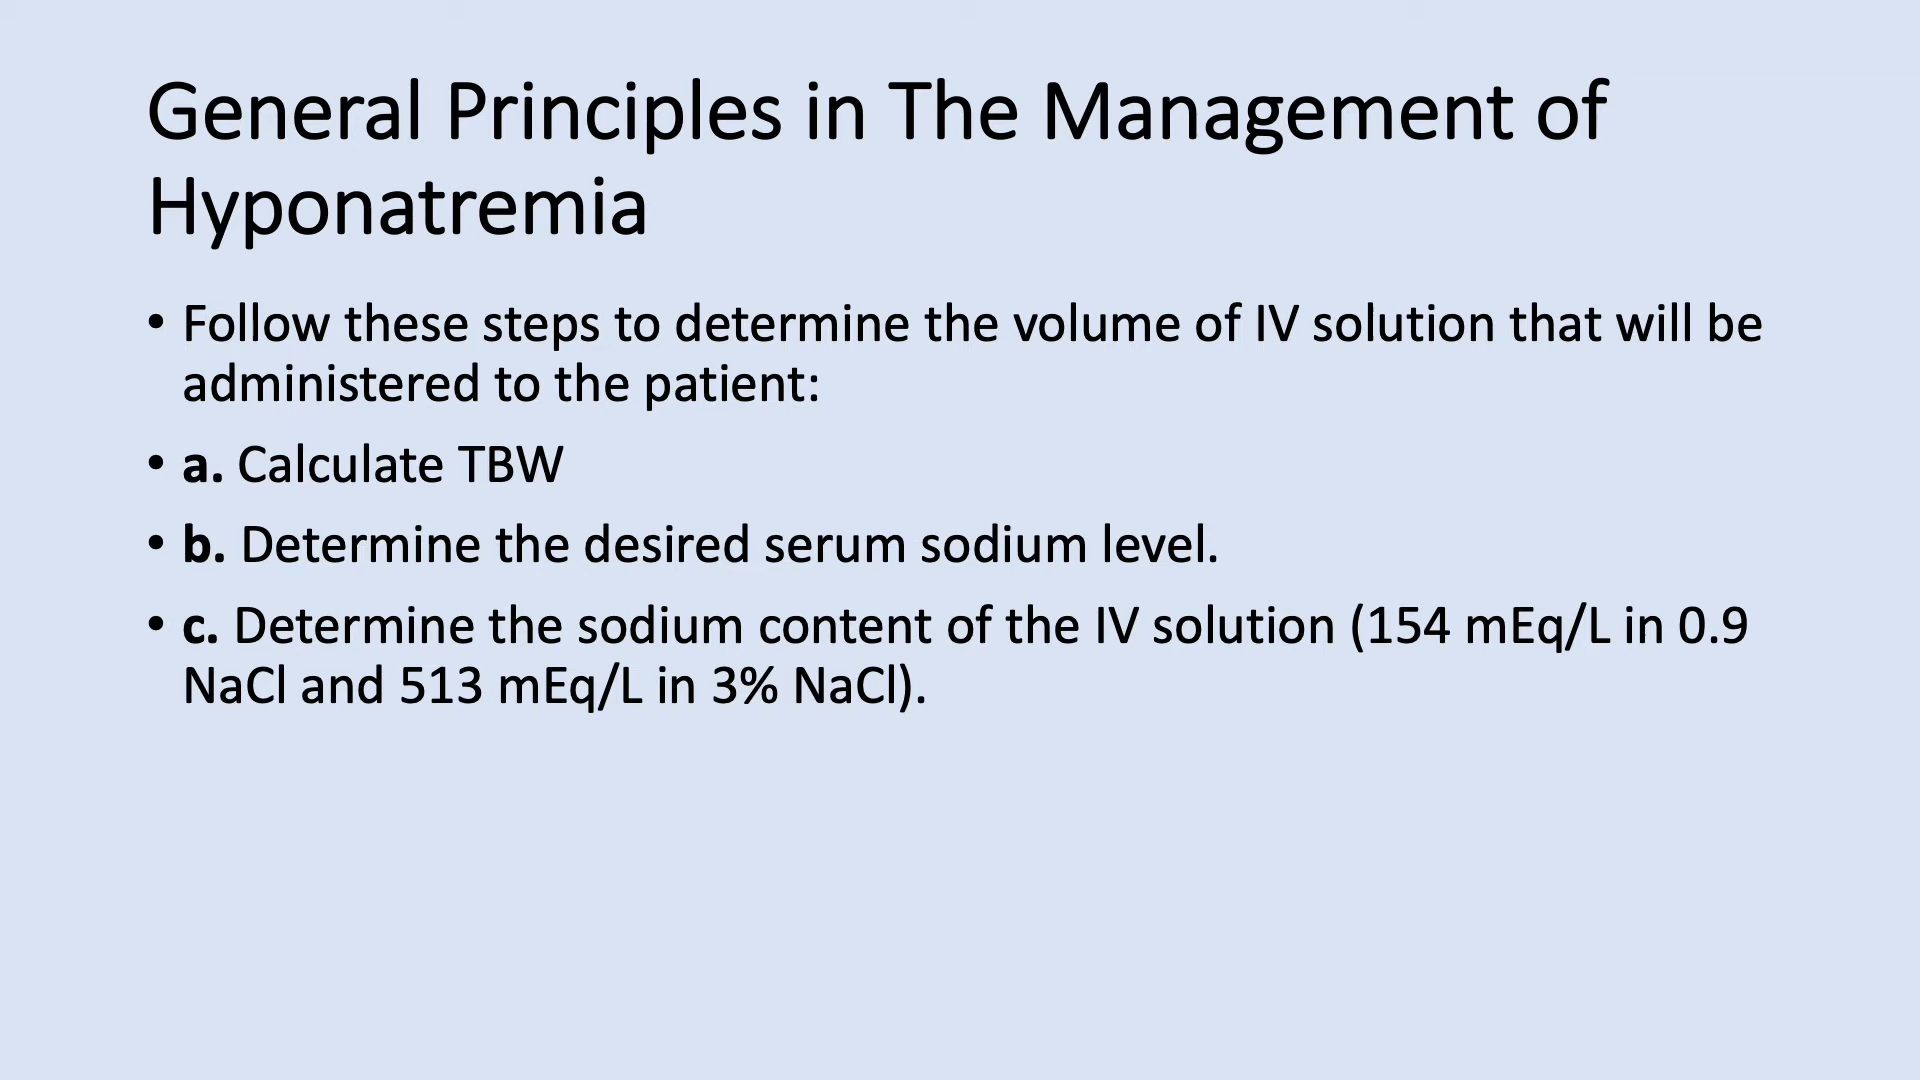 General Principles in The Management of
Hyponatremia
• Follow these steps to determine the volume of IV solution that will be
administered to the patient:
• a. Calculate TBW
• b. Determine the desired serum sodium level.
• c. Determine the sodium content of the IV solution (154 mEq/L in 0.9
NaCl and 513 mEq/L in 3% NaCl).